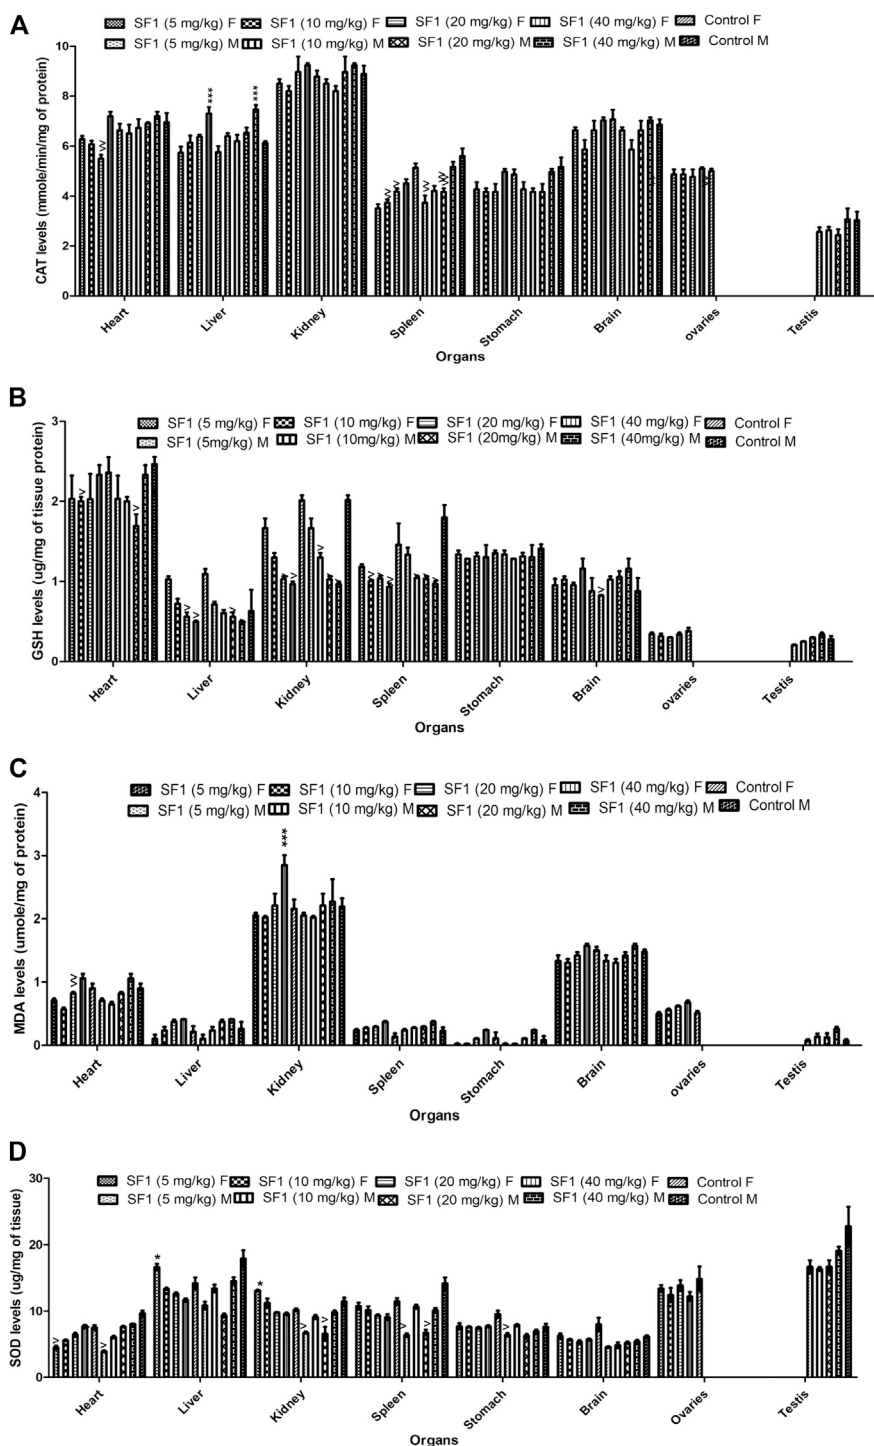 A
SF1 (5 mg/kg) F SF1 (10 mg/kg) F SF1 (20 mg/kg) F SF1 (40 mg/kg) F Control F
SF1 (5 mg/kg) M SF1 (10 mg/kg) M SF1 (20 mg/kg) M SF1 (40 mg/kg) M Control M
CAT levels (mmole/min/mg of protein)
10
8
6
4
2
0
>>
***
***
>>
>
>>
>>
Heart Liver Kidney Spleen Stomach Brain ovaries Testis
Organs
B
SF1 (5 mg/kg) F SF1 (10 mg/kg) F SF1 (20 mg/kg) F SF1 (40 mg/kg) F Control F
SF1 (5mg/kg) M SF1 (10mg/kg) M SF1 (20mg/kg) M SF1 (40mg/kg) M Control M
GSH levels (ug/mg of tissue protein)
3
2
1
0
Heart Liver Kidney Spleen Stomach Brain ovaries Testis
Organs
C
SF1 (5 mg/kg) F SF1 (10 mg/kg) F SF1 (20 mg/kg) F SF1 (40 mg/kg) F Control F
SF1 (5 mg/kg) M SF1 (10 mg/kg) M SF1 (20 mg/kg) M SF1 (40 mg/kg) M Control M
MDA levels (umole/mg of protein)
4
3
2
1
0
>>
***
Heart Liver Kidney Spleen Stomach Brain ovaries Testis
Organs
D
SF1 (5 mg/kg) F SF1 (10 mg/kg) F SF1 (20 mg/kg) F SF1 (40 mg/kg) F Control F
SF1 (5 mg/kg) M SF1 (10 mg/kg) M SF1 (20 mg/kg) M SF1 (40 mg/kg) M Control M
SOD levels (ug/mg of tissue)
30
20
10
0
*
*
Heart Liver Kidney Spleen Stomach Brain Ovaries Testis
Organs